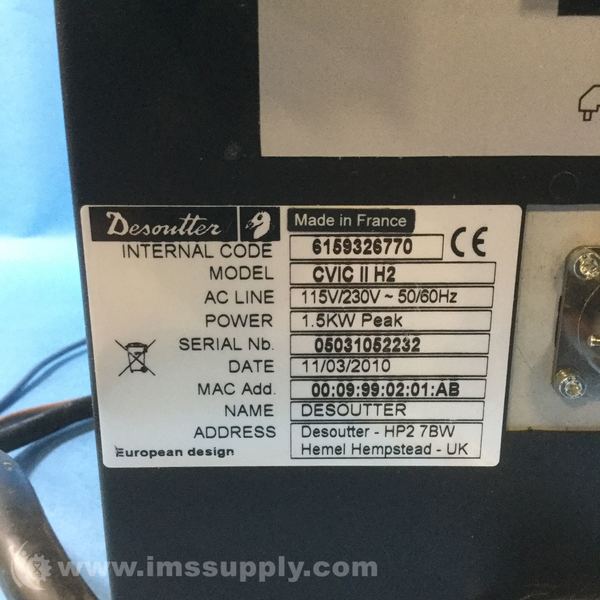 Desoutter Made in France
INTERNAL CODE 6159326770 CE
MODEL CVIC II H2
AC LINE 115V/230V ~ 50/60Hz
POWER 1.5KW Peak
SERIAL Nb. 05031052232
DATE 11/03/2010
MAC Add. 00:09:99:02:01:AB
NAME DESOUTTER
ADDRESS Desoutter - HP2 7BW
Hemel Hempstead - UK
European design
www.imssupply.com